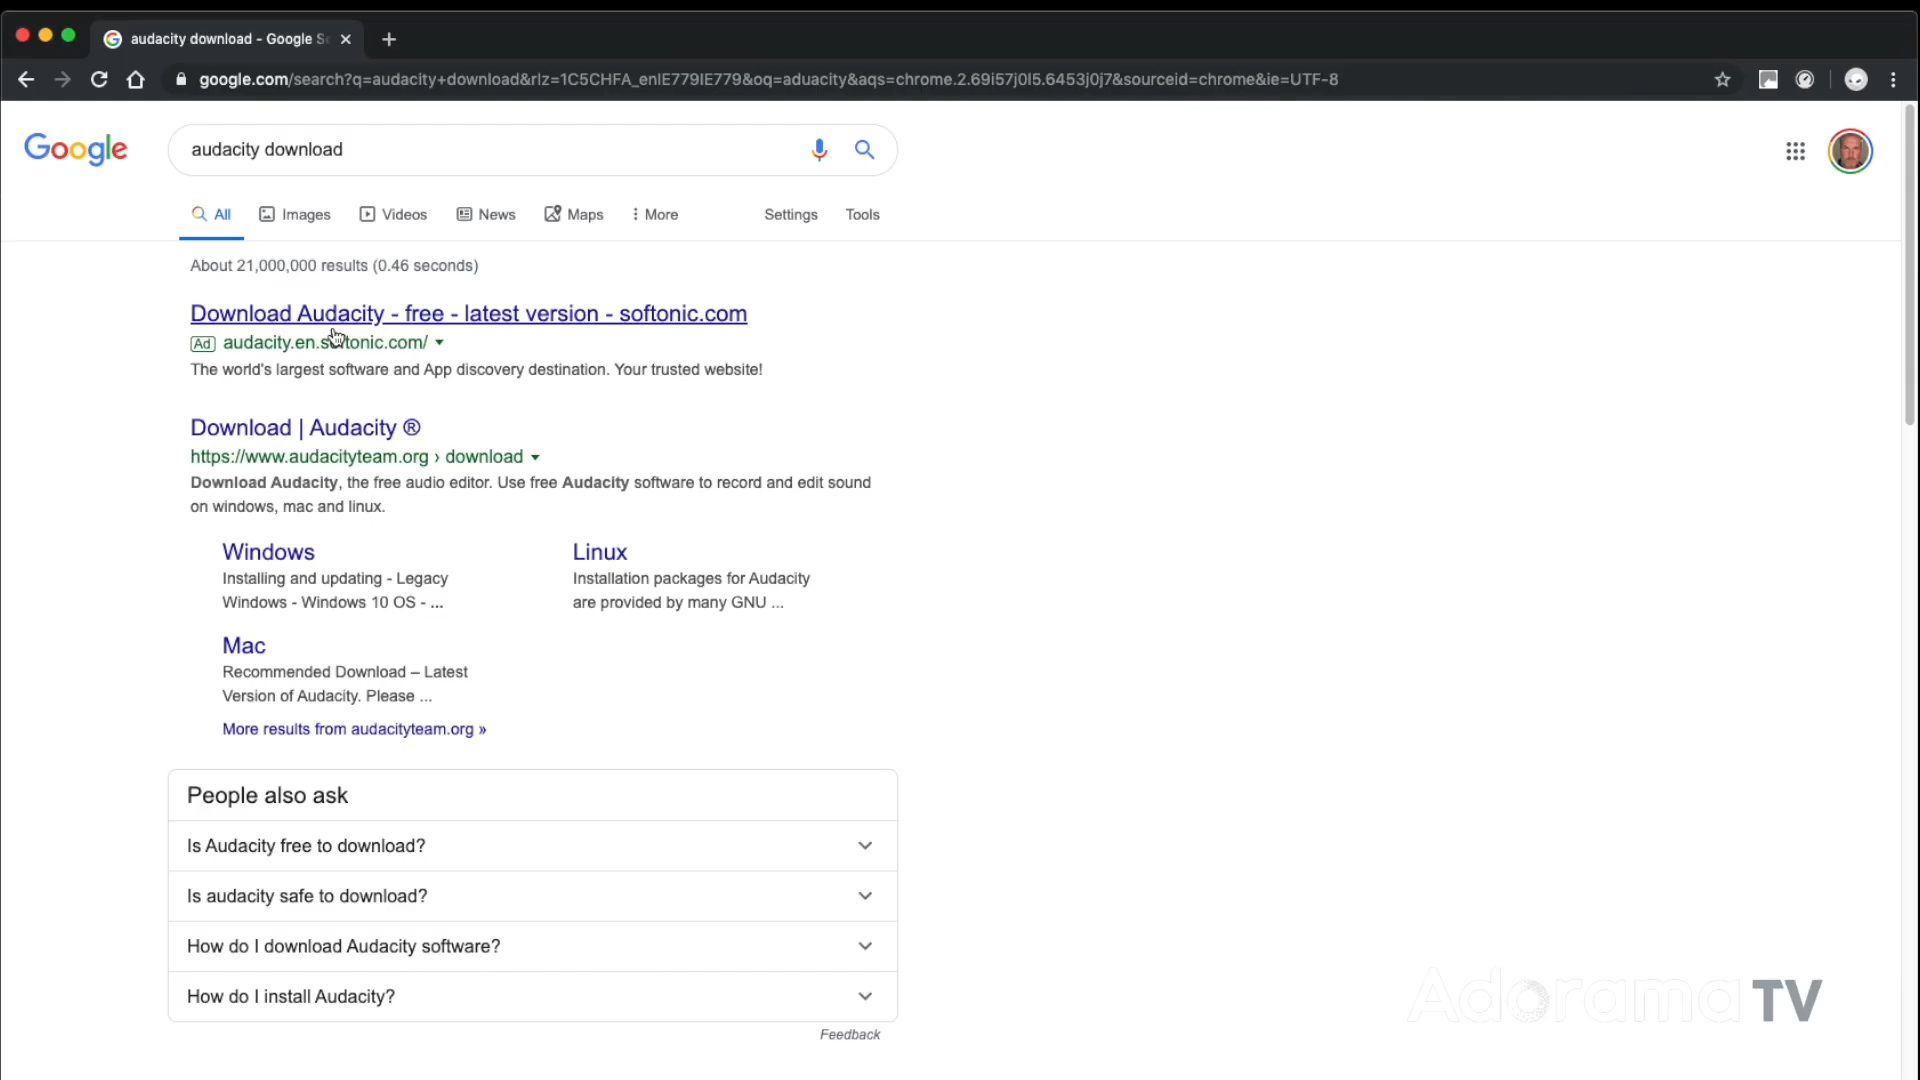 audacity download - Google Se
google.com/search?q=audacity+download&rlz=1C5CHFA_enIE779IE779&oq=aduacity&aqs=chrome.2.69i57j0l5.6453j0j7&sourceid=chrome&ie=UTF-8
Google
audacity download
All Images Videos News Maps More Settings Tools
About 21,000,000 results (0.46 seconds)
Download Audacity - free - latest version - softonic.com
Ad audacity.en.softonic.com/
The world's largest software and App discovery destination. Your trusted website!
Download | Audacity ®
https://www.audacityteam.org › download
Download Audacity, the free audio editor. Use free Audacity software to record and edit sound
on windows, mac and linux.
Windows
Installing and updating - Legacy
Windows - Windows 10 OS - ...
Linux
Installation packages for Audacity
are provided by many GNU ...
Mac
Recommended Download – Latest
Version of Audacity. Please ...
More results from audacityteam.org »
People also ask
Is Audacity free to download?
Is audacity safe to download?
How do I download Audacity software?
How do I install Audacity?
Feedback
Adorama TV